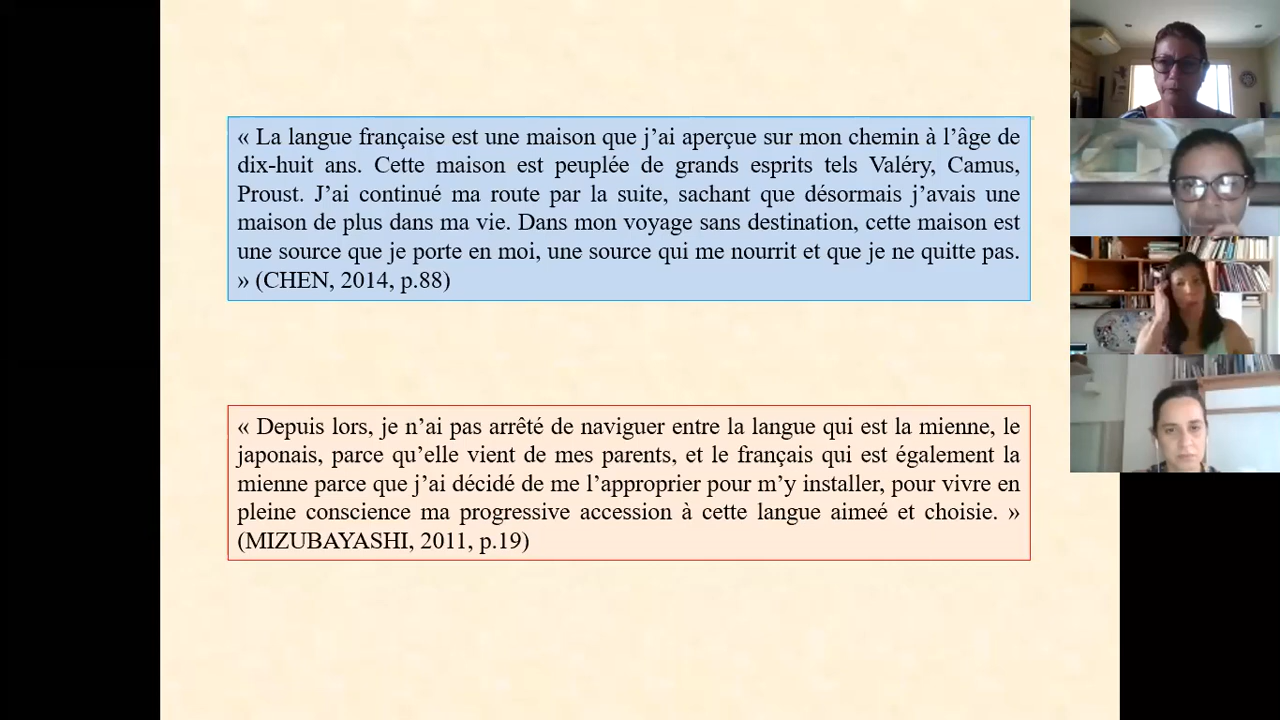 « La langue française est une maison que j’ai aperçue sur mon chemin à l’âge de
dix-huit ans. Cette maison est peuplée de grands esprits tels Valéry, Camus,
Proust. J’ai continué ma route par la suite, sachant que désormais j’avais une
maison de plus dans ma vie. Dans mon voyage sans destination, cette maison est
une source que je porte en moi, une source qui me nourrit et que je ne quitte pas.
» (CHEN, 2014, p.88)
« Depuis lors, je n’ai pas arrêté de naviguer entre la langue qui est la mienne, le
japonais, parce qu’elle vient de mes parents, et le français qui est également la
mienne parce que j’ai décidé de me l’approprier pour m’y installer, pour vivre en
pleine conscience ma progressive accession à cette langue aimeé et choisie. »
(MIZUBAYASHI, 2011, p.19)